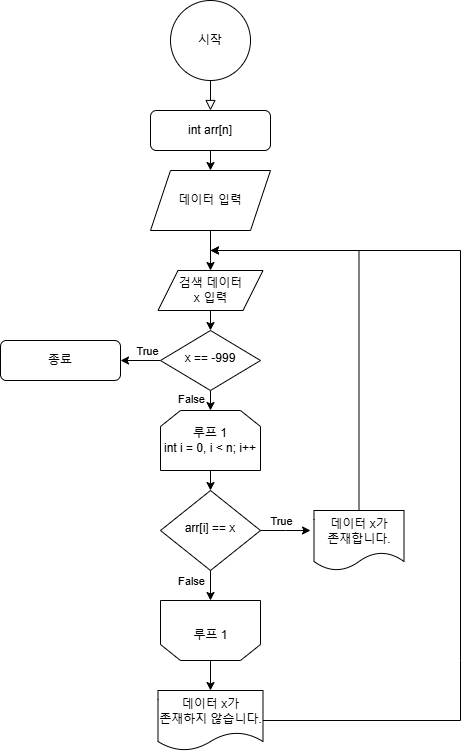 시작
int arr[n]
데이터 입력
검색 데이터
x 입력
x == -999
True
종료
False
루프 1
int i = 0, i < n; i++
arr[i] == x
True
데이터 x가
존재합니다.
False
루프 1
데이터 x가
존재하지 않습니다.